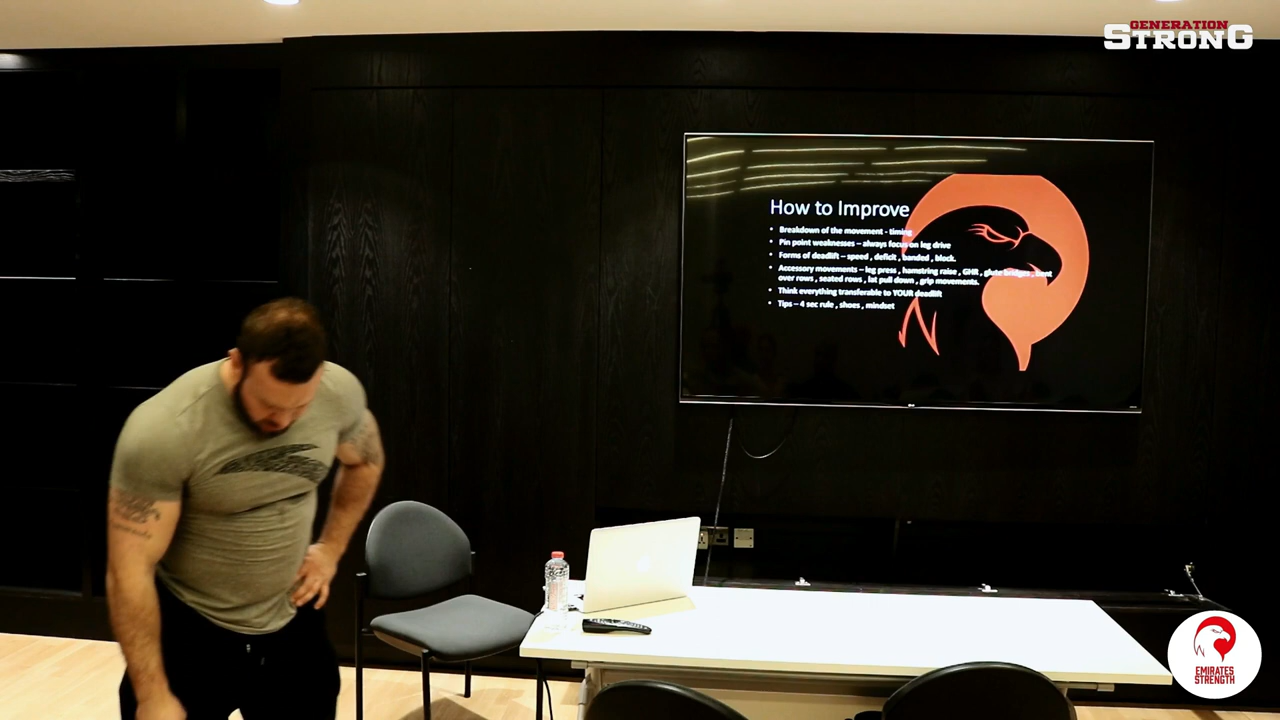 GENERATION
STRONG
How to Improve
• Breakdown of the movement - timing
• Pin point weaknesses – always focus on leg drive
• Forms of deadlift – speed , deficit , banded , block.
• Accessory movements – leg press , hamstring raise , GHR , glute bridges , bent
over rows , seated rows , lat pull down , grip movements.
• Think everything transferable to YOUR deadlift
• Tips – 4 sec rule , shoes , mindset
EMIRATES
STRENGTH